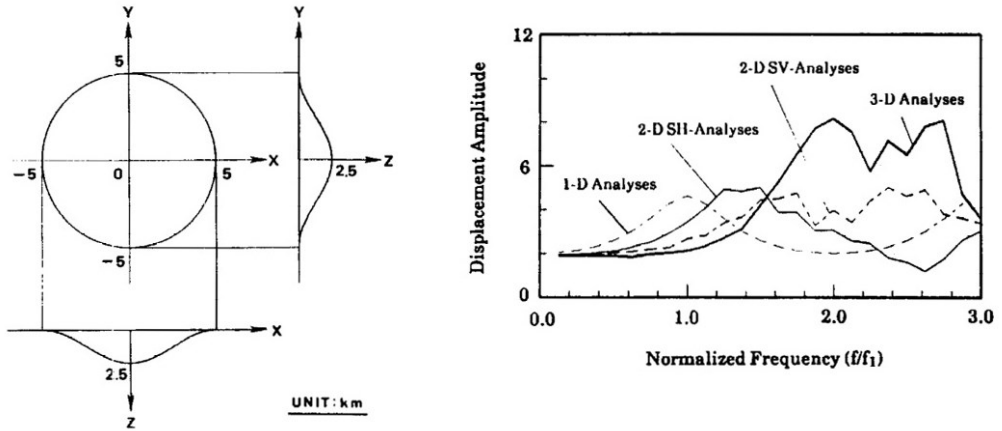 Y
5
-5
0
5
X
-5
Y
2.5
Z
X
2.5
Z
UNIT:km
12
6
0
Displacement Amplitude
2-D SV-Analyses
3-D Analyses
2-D SH-Analyses
1-D Analyses
0.0 1.0 2.0 3.0
Normalized Frequency (f/f₁)